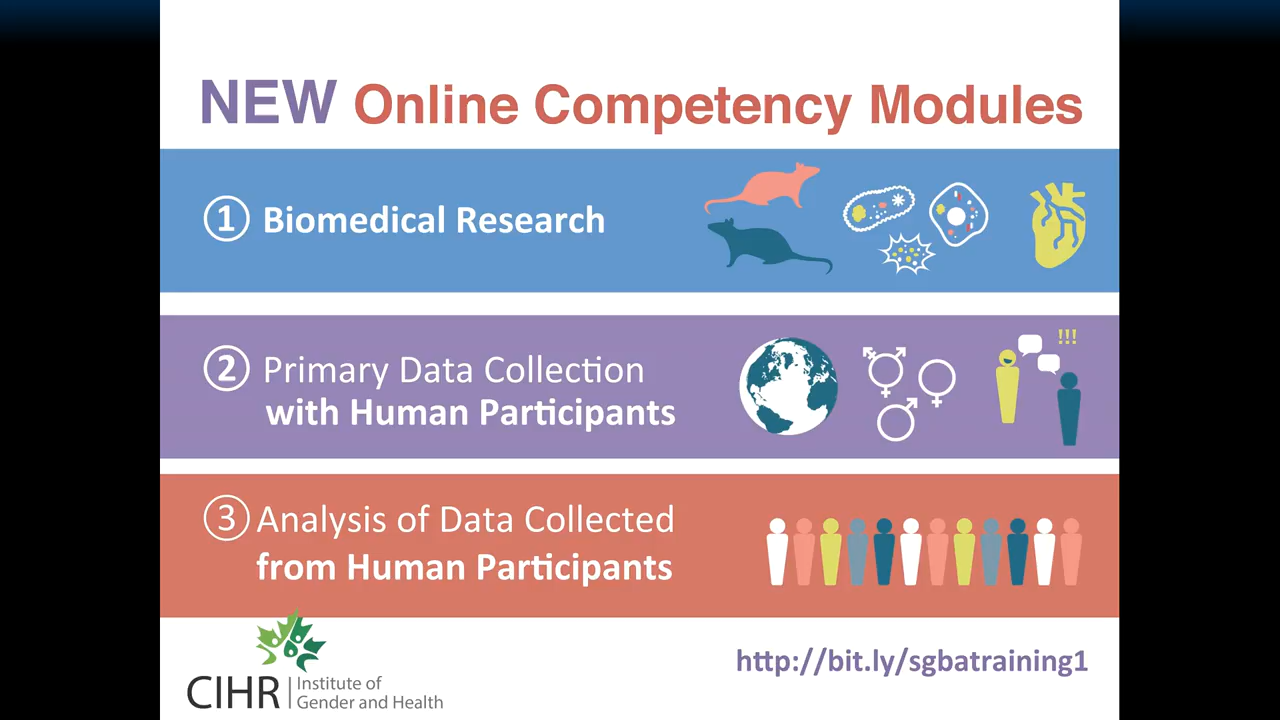 NEW Online Competency Modules
① Biomedical Research
② Primary Data Collection
with Human Participants
!!!
③ Analysis of Data Collected
from Human Participants
CIHR Institute of
Gender and Health
http://bit.ly/sgbatraining1